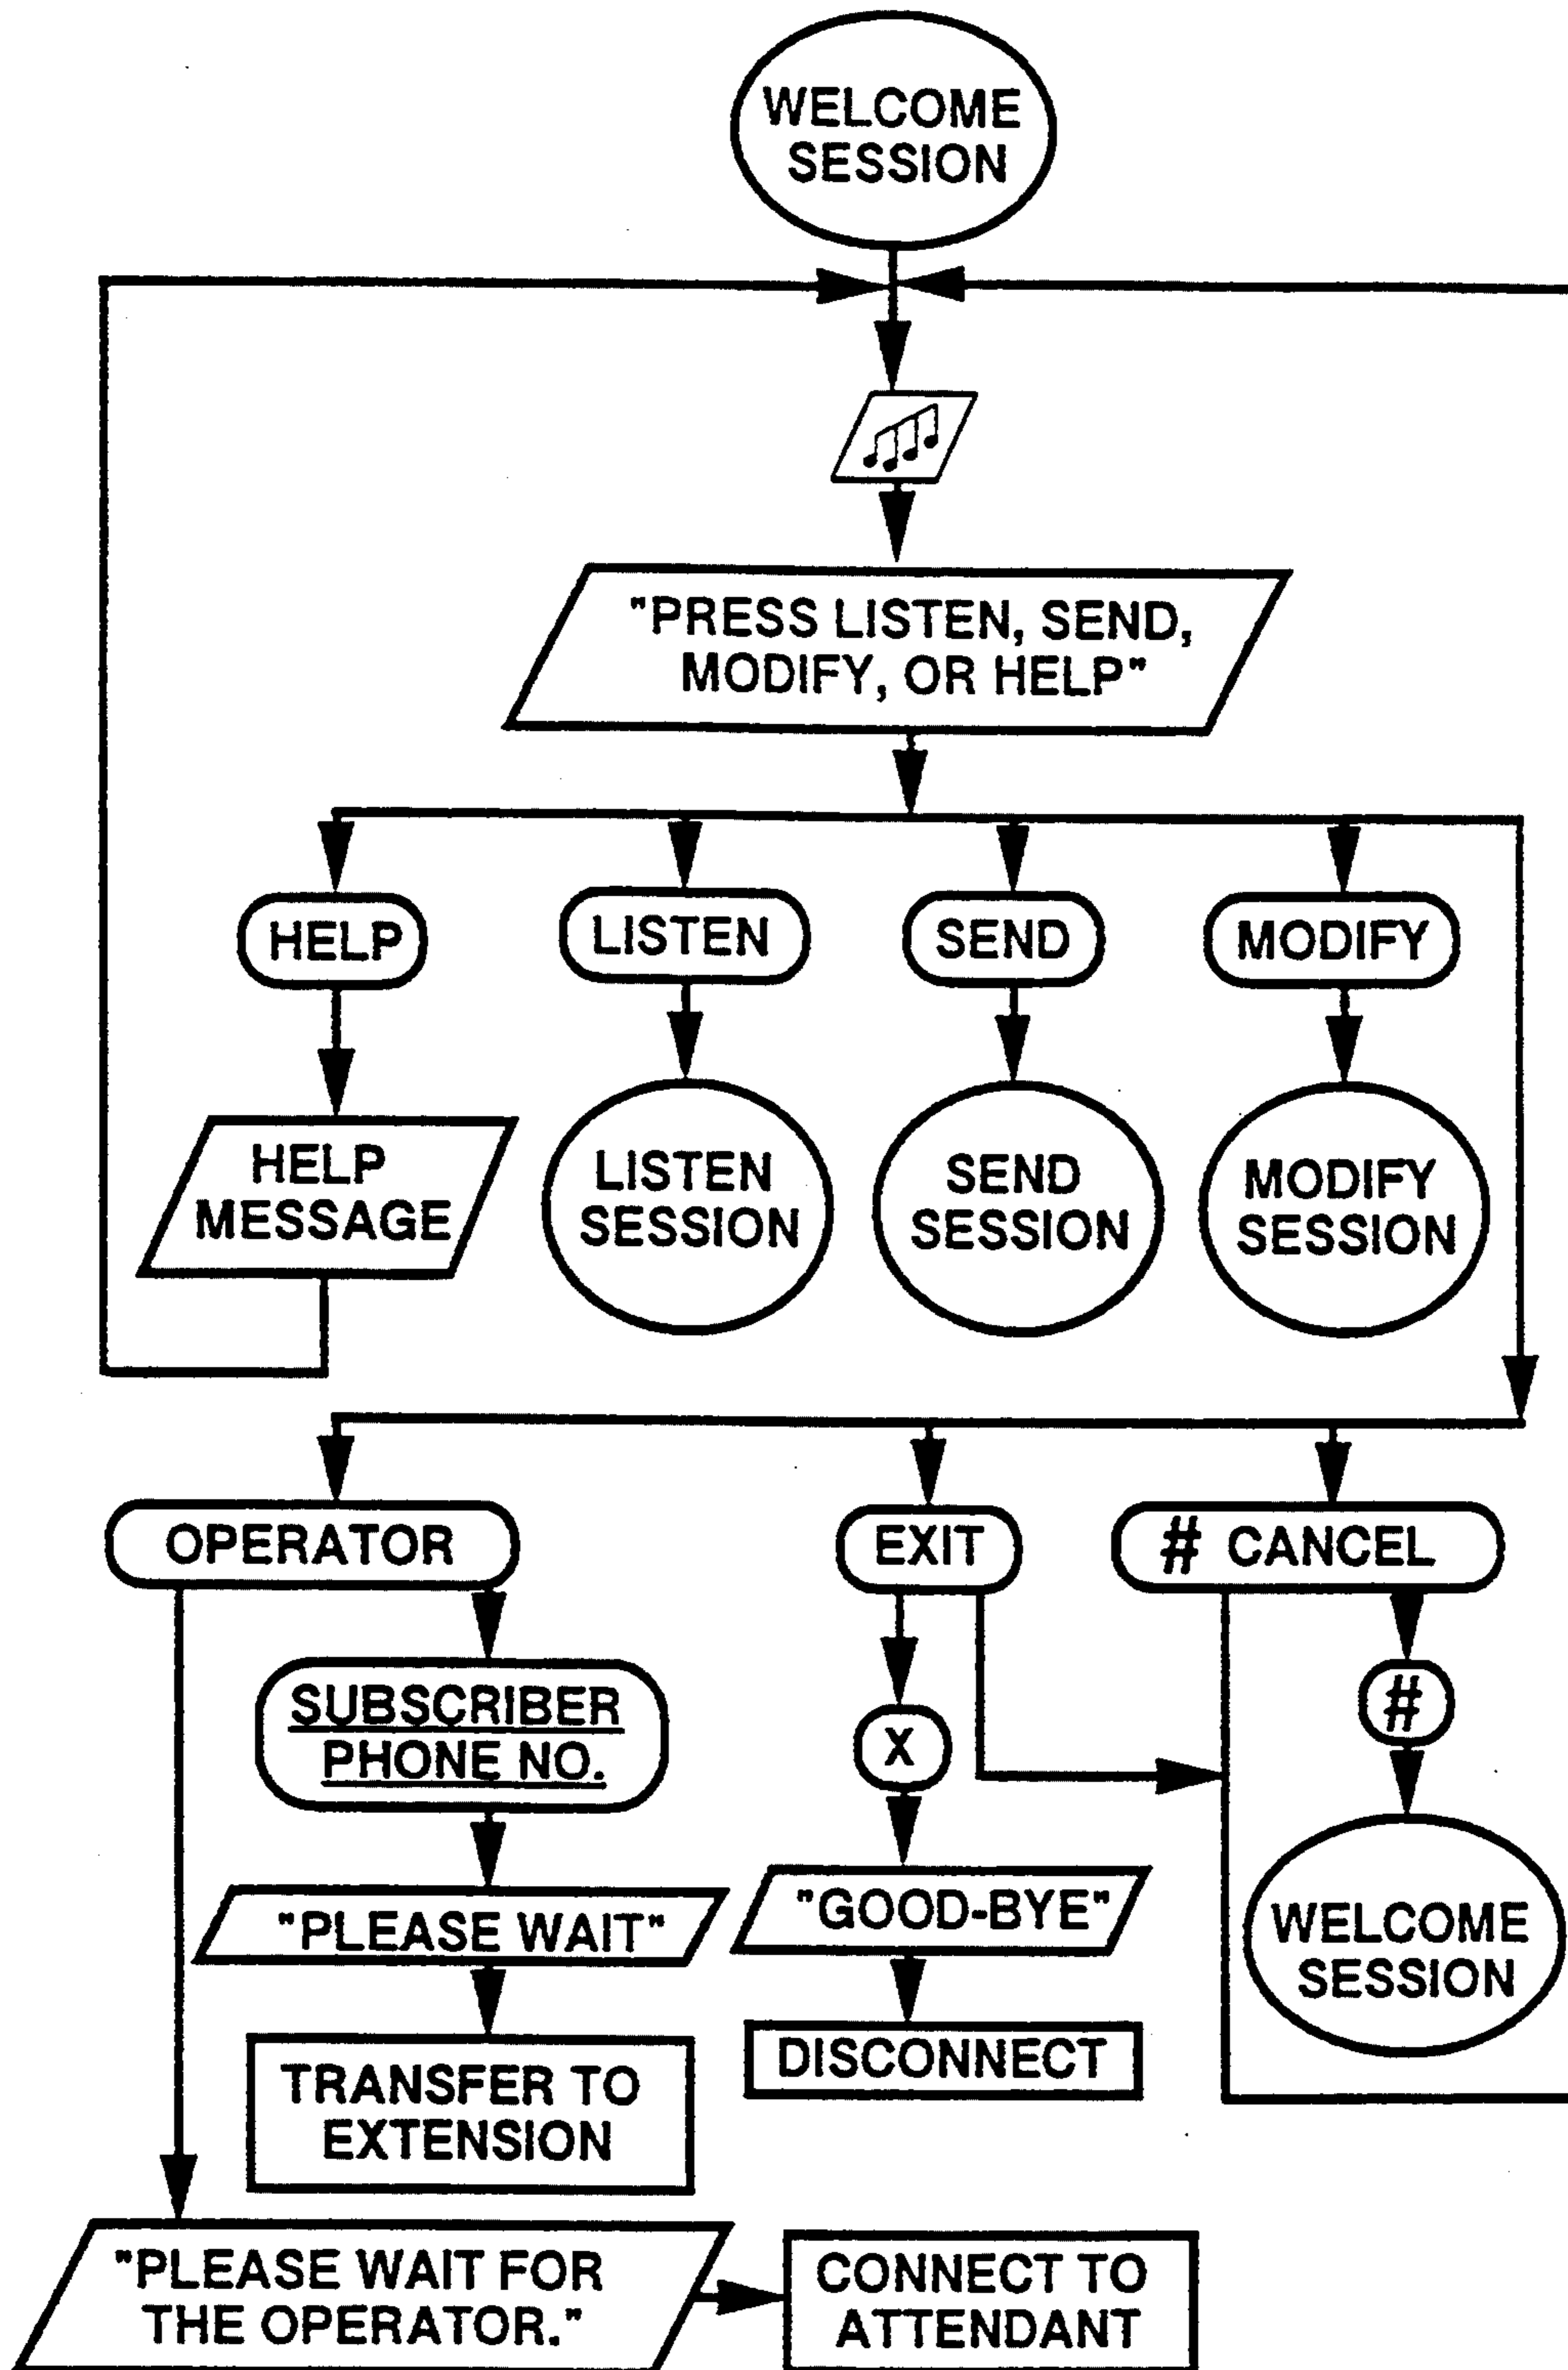 WELCOME
SESSION
"PRESS LISTEN, SEND,
MODIFY, OR HELP"
HELP
LISTEN
SEND
MODIFY
HELP
MESSAGE
LISTEN
SESSION
SEND
SESSION
MODIFY
SESSION
OPERATOR
EXIT
# CANCEL
SUBSCRIBER
PHONE NO.
X
#
"PLEASE WAIT"
"GOOD-BYE"
WELCOME
SESSION
TRANSFER TO
EXTENSION
DISCONNECT
"PLEASE WAIT FOR
THE OPERATOR."
CONNECT TO
ATTENDANT